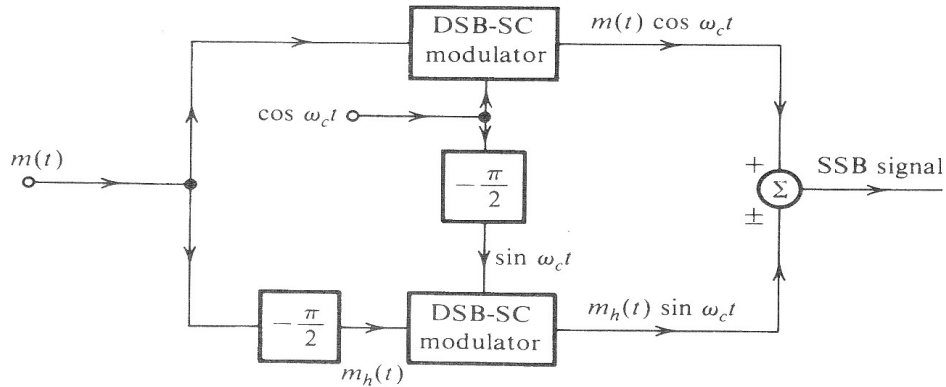 DSB-SC
modulator
m(t) cos ω_c t
cos ω_c t
m(t)
−π/2
+
Σ
±
SSB signal
sin ω_c t
−π/2
m_h(t)
DSB-SC
modulator
m_h(t) sin ω_c t